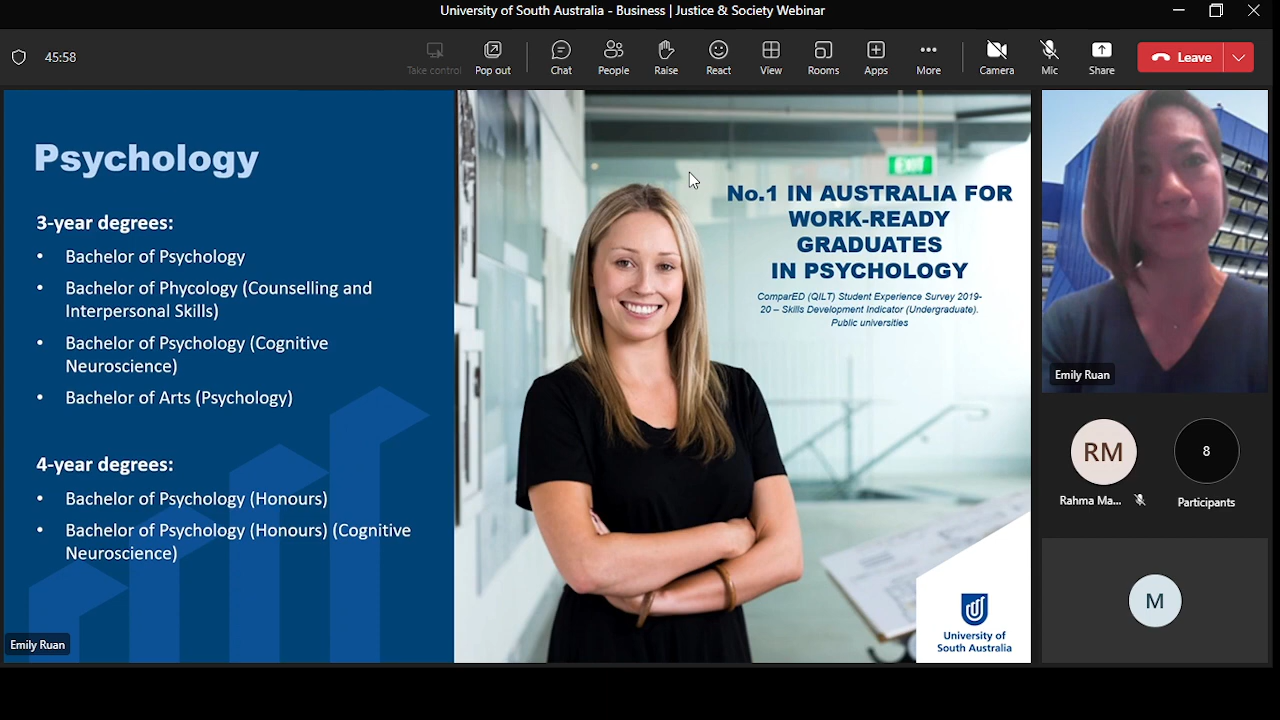 University of South Australia - Business | Justice & Society Webinar
45:58
Take control
Pop out
Chat
People
Raise
React
View
Rooms
Apps
More
Camera
Mic
Share
Leave
Psychology
3-year degrees:
• Bachelor of Psychology
• Bachelor of Phycology (Counselling and
Interpersonal Skills)
• Bachelor of Psychology (Cognitive
Neuroscience)
• Bachelor of Arts (Psychology)
4-year degrees:
• Bachelor of Psychology (Honours)
• Bachelor of Psychology (Honours) (Cognitive
Neuroscience)
Emily Ruan
EXIT
No.1 IN AUSTRALIA FOR
WORK-READY
GRADUATES
IN PSYCHOLOGY
ComparED (QILT) Student Experience Survey 2019-
20 – Skills Development Indicator (Undergraduate).
Public universities
University of
South Australia
Emily Ruan
RM
Rahma Ma...
8
Participants
M